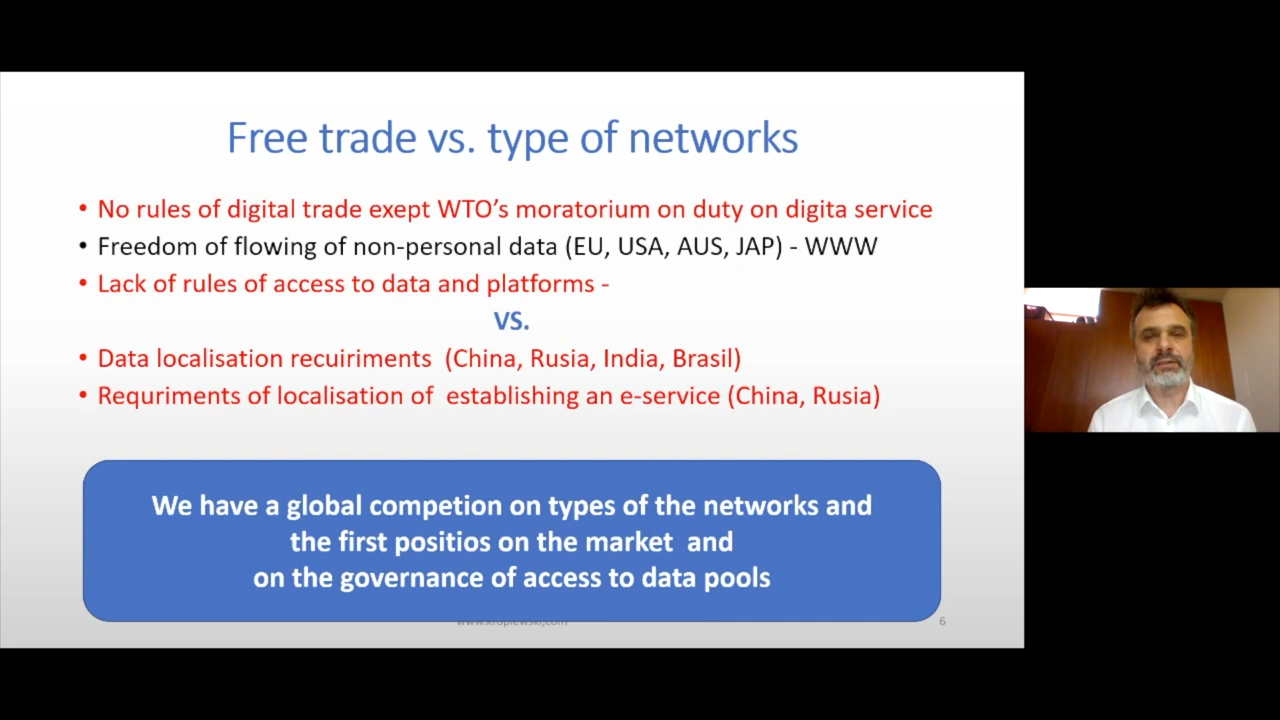 Free trade vs. type of networks
• No rules of digital trade exept WTO's moratorium on duty on digita service
• Freedom of flowing of non-personal data (EU, USA, AUS, JAP) - WWW
• Lack of rules of access to data and platforms -
VS.
• Data localisation recuiriments (China, Rusia, India, Brasil)
• Requriments of localisation of establishing an e-service (China, Rusia)
We have a global competion on types of the networks and
the first positios on the market and
on the governance of access to data pools
6